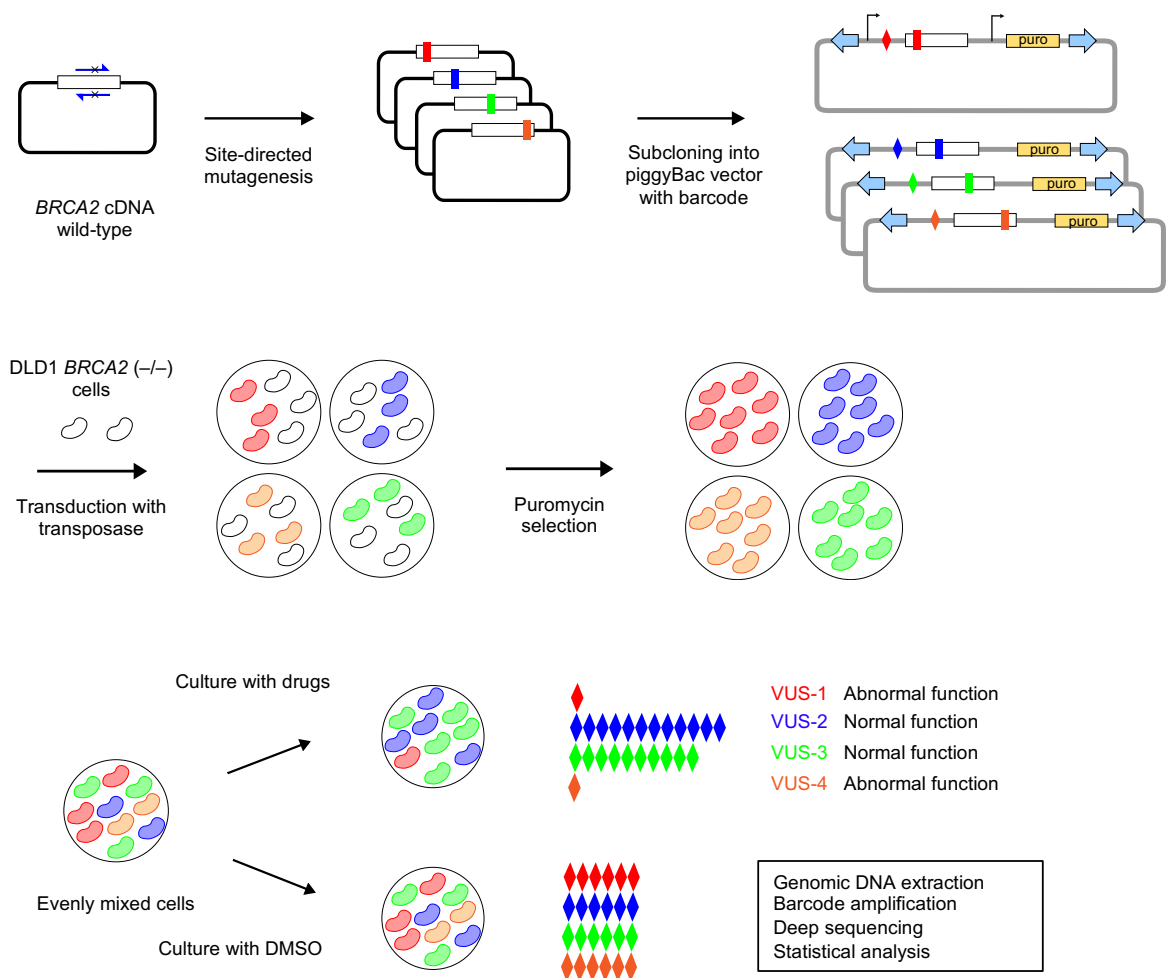 puro
BRCA2 cDNA
wild-type
Site-directed
mutagenesis
Subcloning into
piggyBac vector
with barcode
puro
puro
puro
DLD1 BRCA2 (–/–)
cells
Transduction with
transposase
Puromycin
selection
Culture with drugs
VUS-1 Abnormal function
VUS-2 Normal function
VUS-3 Normal function
VUS-4 Abnormal function
Evenly mixed cells
Culture with DMSO
Genomic DNA extraction
Barcode amplification
Deep sequencing
Statistical analysis